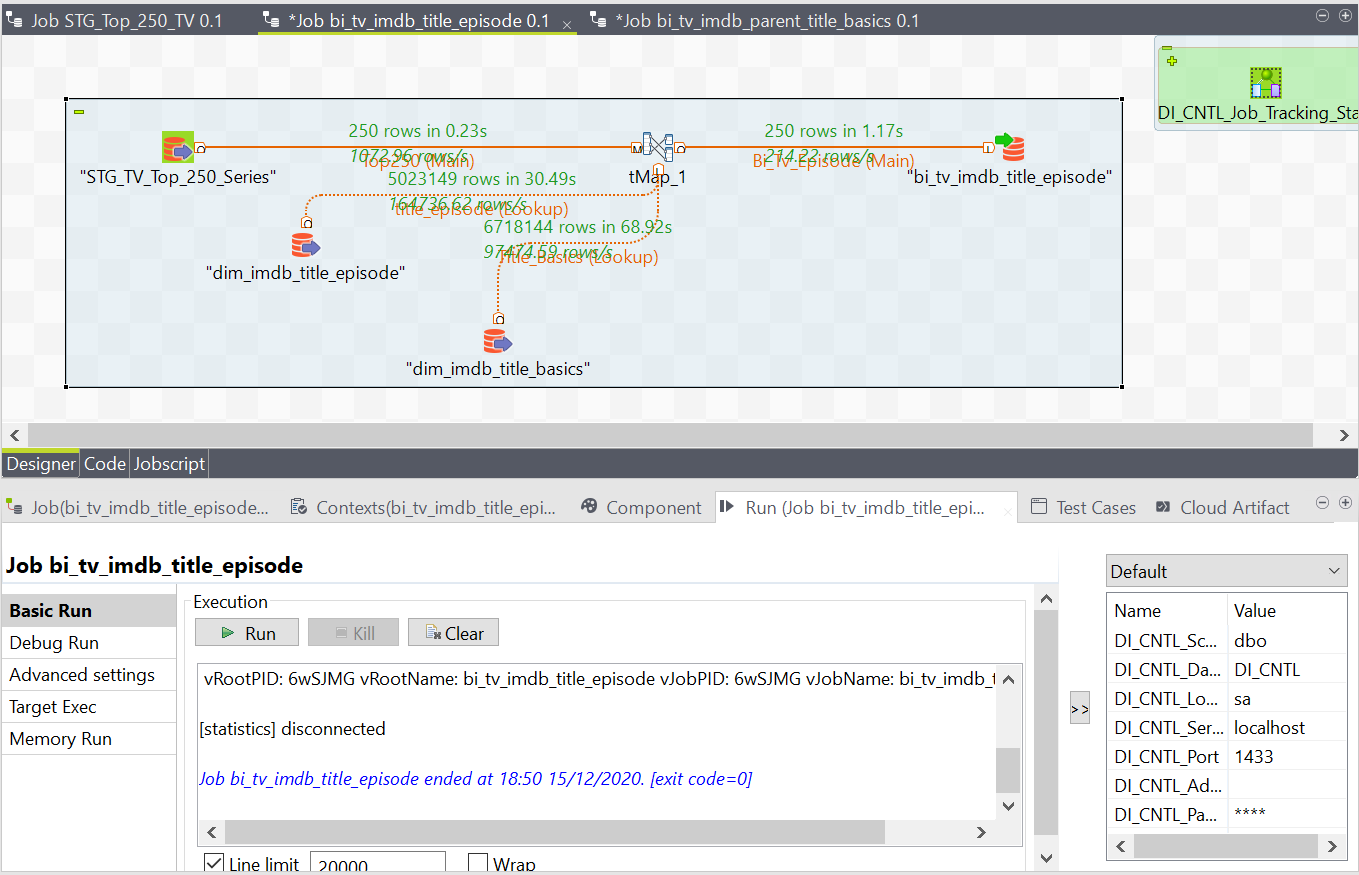 Job STG_Top_250_TV 0.1
*Job bi_tv_imdb_title_episode 0.1
*Job bi_tv_imdb_parent_title_basics 0.1
DI_CNTL_Job_Tracking_Sta
250 rows in 0.23s
1072.96 rows/s
Top250 (Main)
250 rows in 1.17s
214.22 rows/s
BI_Tv_Episode (Main)
"STG_TV_Top_250_Series"
tMap_1
"bi_tv_imdb_title_episode"
5023149 rows in 30.49s
164736.62 rows/s
title_episode (Lookup)
6718144 rows in 68.92s
97474.59 rows/s
Title_Basics (Lookup)
"dim_imdb_title_episode"
"dim_imdb_title_basics"
Designer Code Jobscript
Job(bi_tv_imdb_title_episode... Contexts(bi_tv_imdb_title_epi... Component Run (Job bi_tv_imdb_title_epi... Test Cases Cloud Artifact
Job bi_tv_imdb_title_episode
Basic Run
Debug Run
Advanced settings
Target Exec
Memory Run
Execution
Run Kill Clear
vRootPID: 6wSJMG vRootName: bi_tv_imdb_title_episode vJobPID: 6wSJMG vJobName: bi_tv_imdb_t
[statistics] disconnected
Job bi_tv_imdb_title_episode ended at 18:50 15/12/2020. [exit code=0]
Line limit 20000 Wrap
>>
Default
Name Value
DI_CNTL_Sc... dbo
DI_CNTL_Da... DI_CNTL
DI_CNTL_Lo... sa
DI_CNTL_Ser... localhost
DI_CNTL_Port 1433
DI_CNTL_Ad...
DI_CNTL_Pa... ****